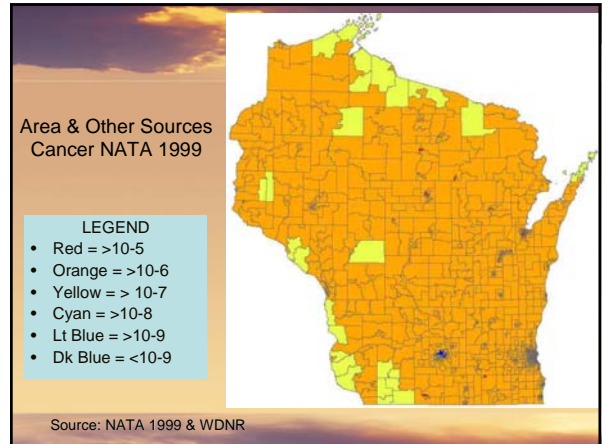 Area & Other Sources
Cancer NATA 1999
LEGEND
• Red = >10-5
• Orange = >10-6
• Yellow = > 10-7
• Cyan = >10-8
• Lt Blue = >10-9
• Dk Blue = <10-9
Source: NATA 1999 & WDNR